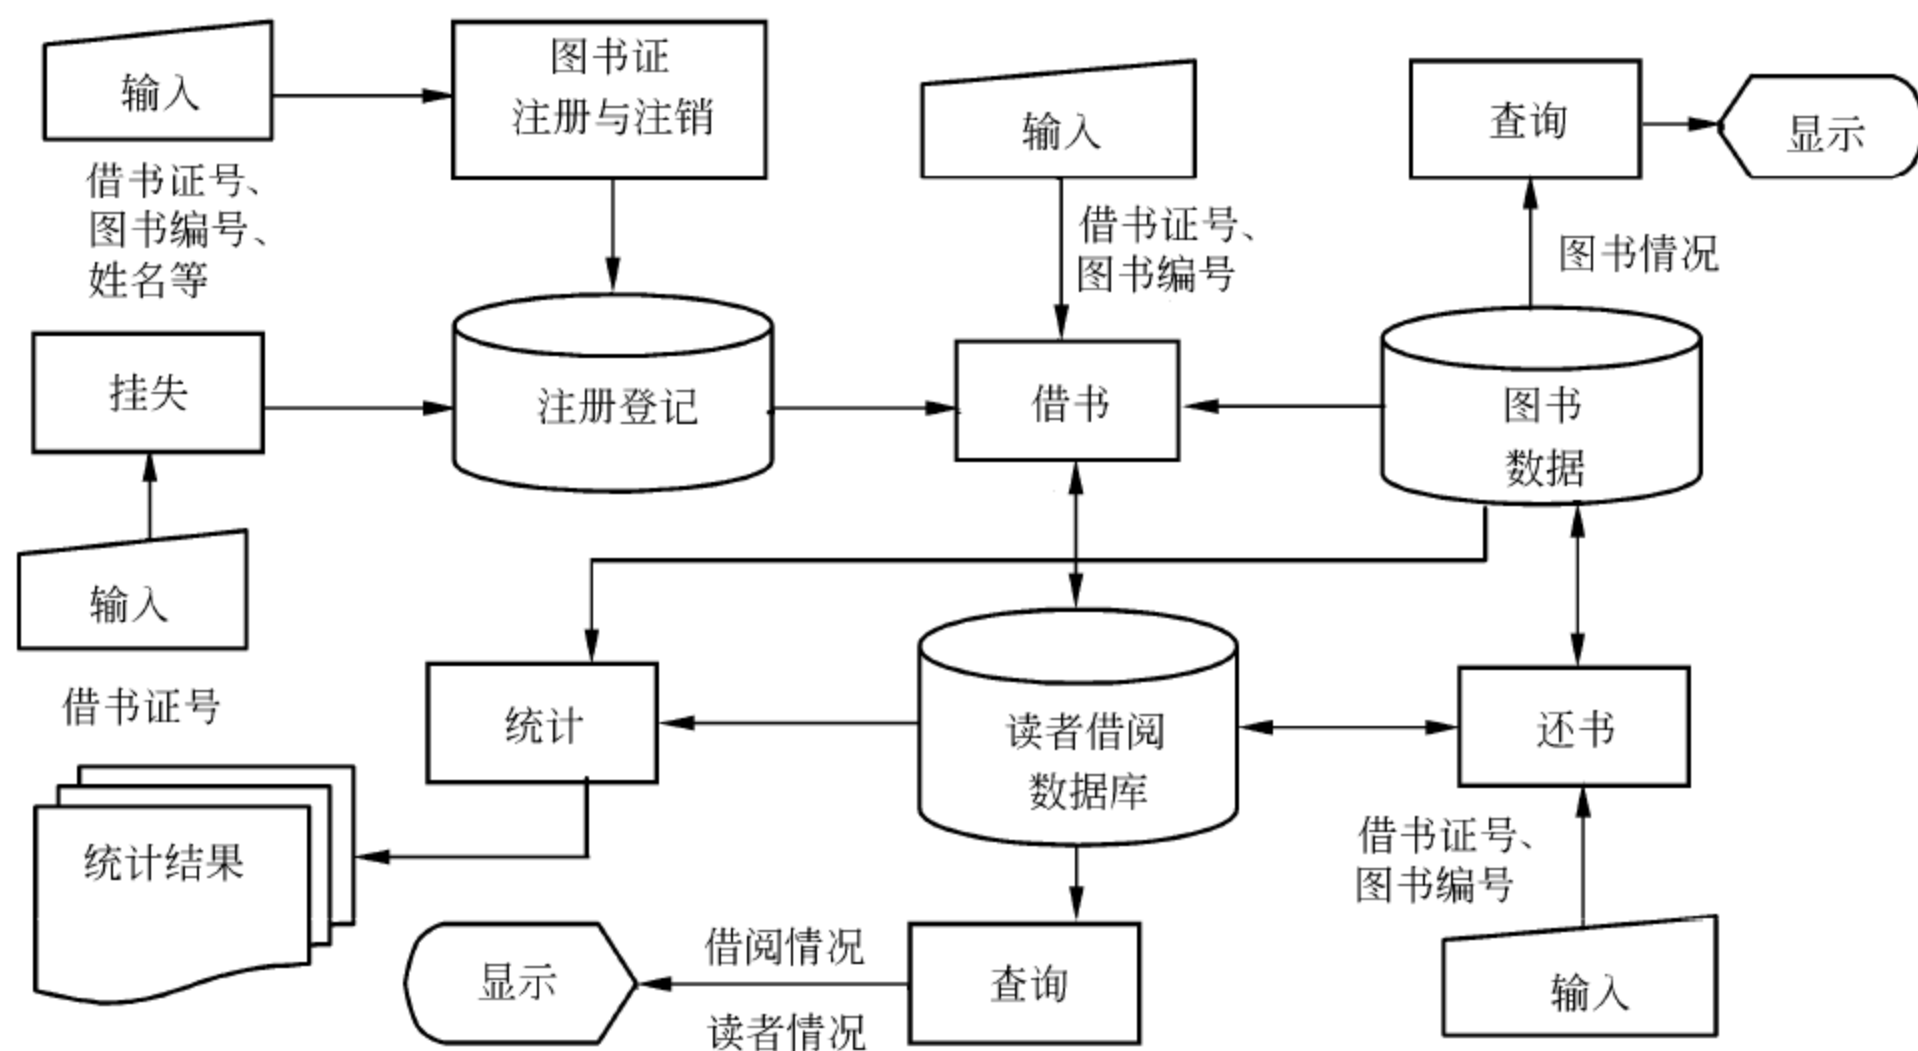 输入
图书证
注册与注销
输入
查询
显示
借书证号、
图书编号、
姓名等
借书证号、
图书编号
图书情况
挂失
注册登记
借书
图书
数据
输入
借书证号
统计
读者借阅
数据库
还书
统计结果
借书证号、
图书编号
显示
借阅情况
读者情况
查询
输入